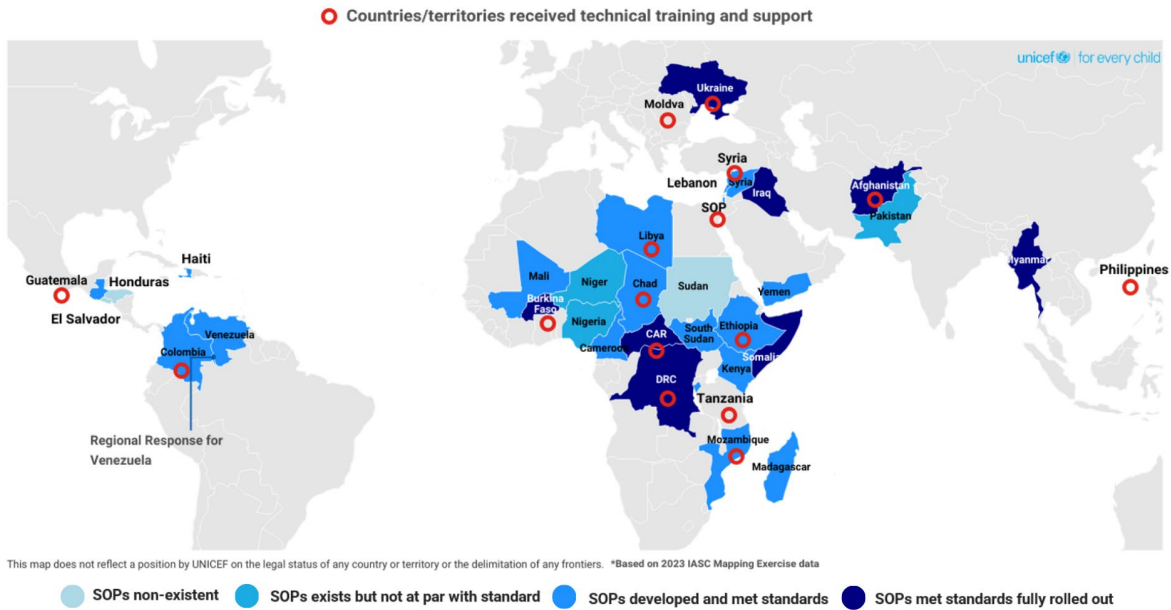 Countries/territories received technical training and support
unicef for every child
Ukraine
Moldva
Syria
Lebanon
Syria
Iraq
SOP
Afghanistan
Pakistan
Myanmar
Philippines
Libya
Haiti
Guatemala
Honduras
El Salvador
Mali
Niger
Chad
Sudan
Yemen
Burkina
Faso
Nigeria
Venezuela
Colombia
CAR
South
Sudan
Ethiopia
Cameroon
Somalia
Kenya
DRC
Tanzania
Mozambique
Madagascar
Regional Response for
Venezuela
This map does not reflect a position by UNICEF on the legal status of any country or territory or the delimitation of any frontiers. *Based on 2023 IASC Mapping Exercise data
SOPs non-existent
SOPs exists but not at par with standard
SOPs developed and met standards
SOPs met standards fully rolled out